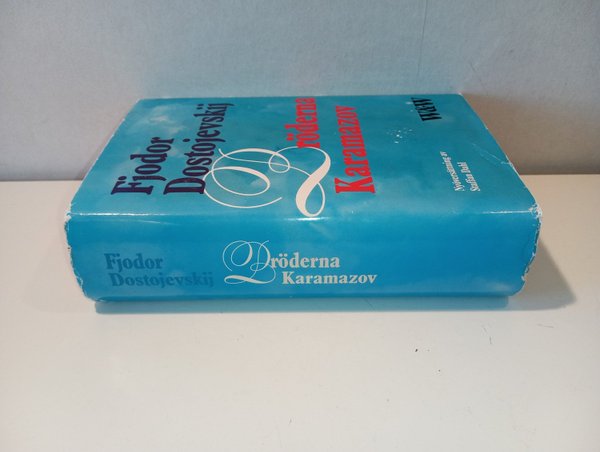 Fjodor
Dostojevskij
Bröderna
Karamazov
W&W
Nyöversättning av
Staffan Dahl
Fjodor
Dostojevskij
Bröderna
Karamazov